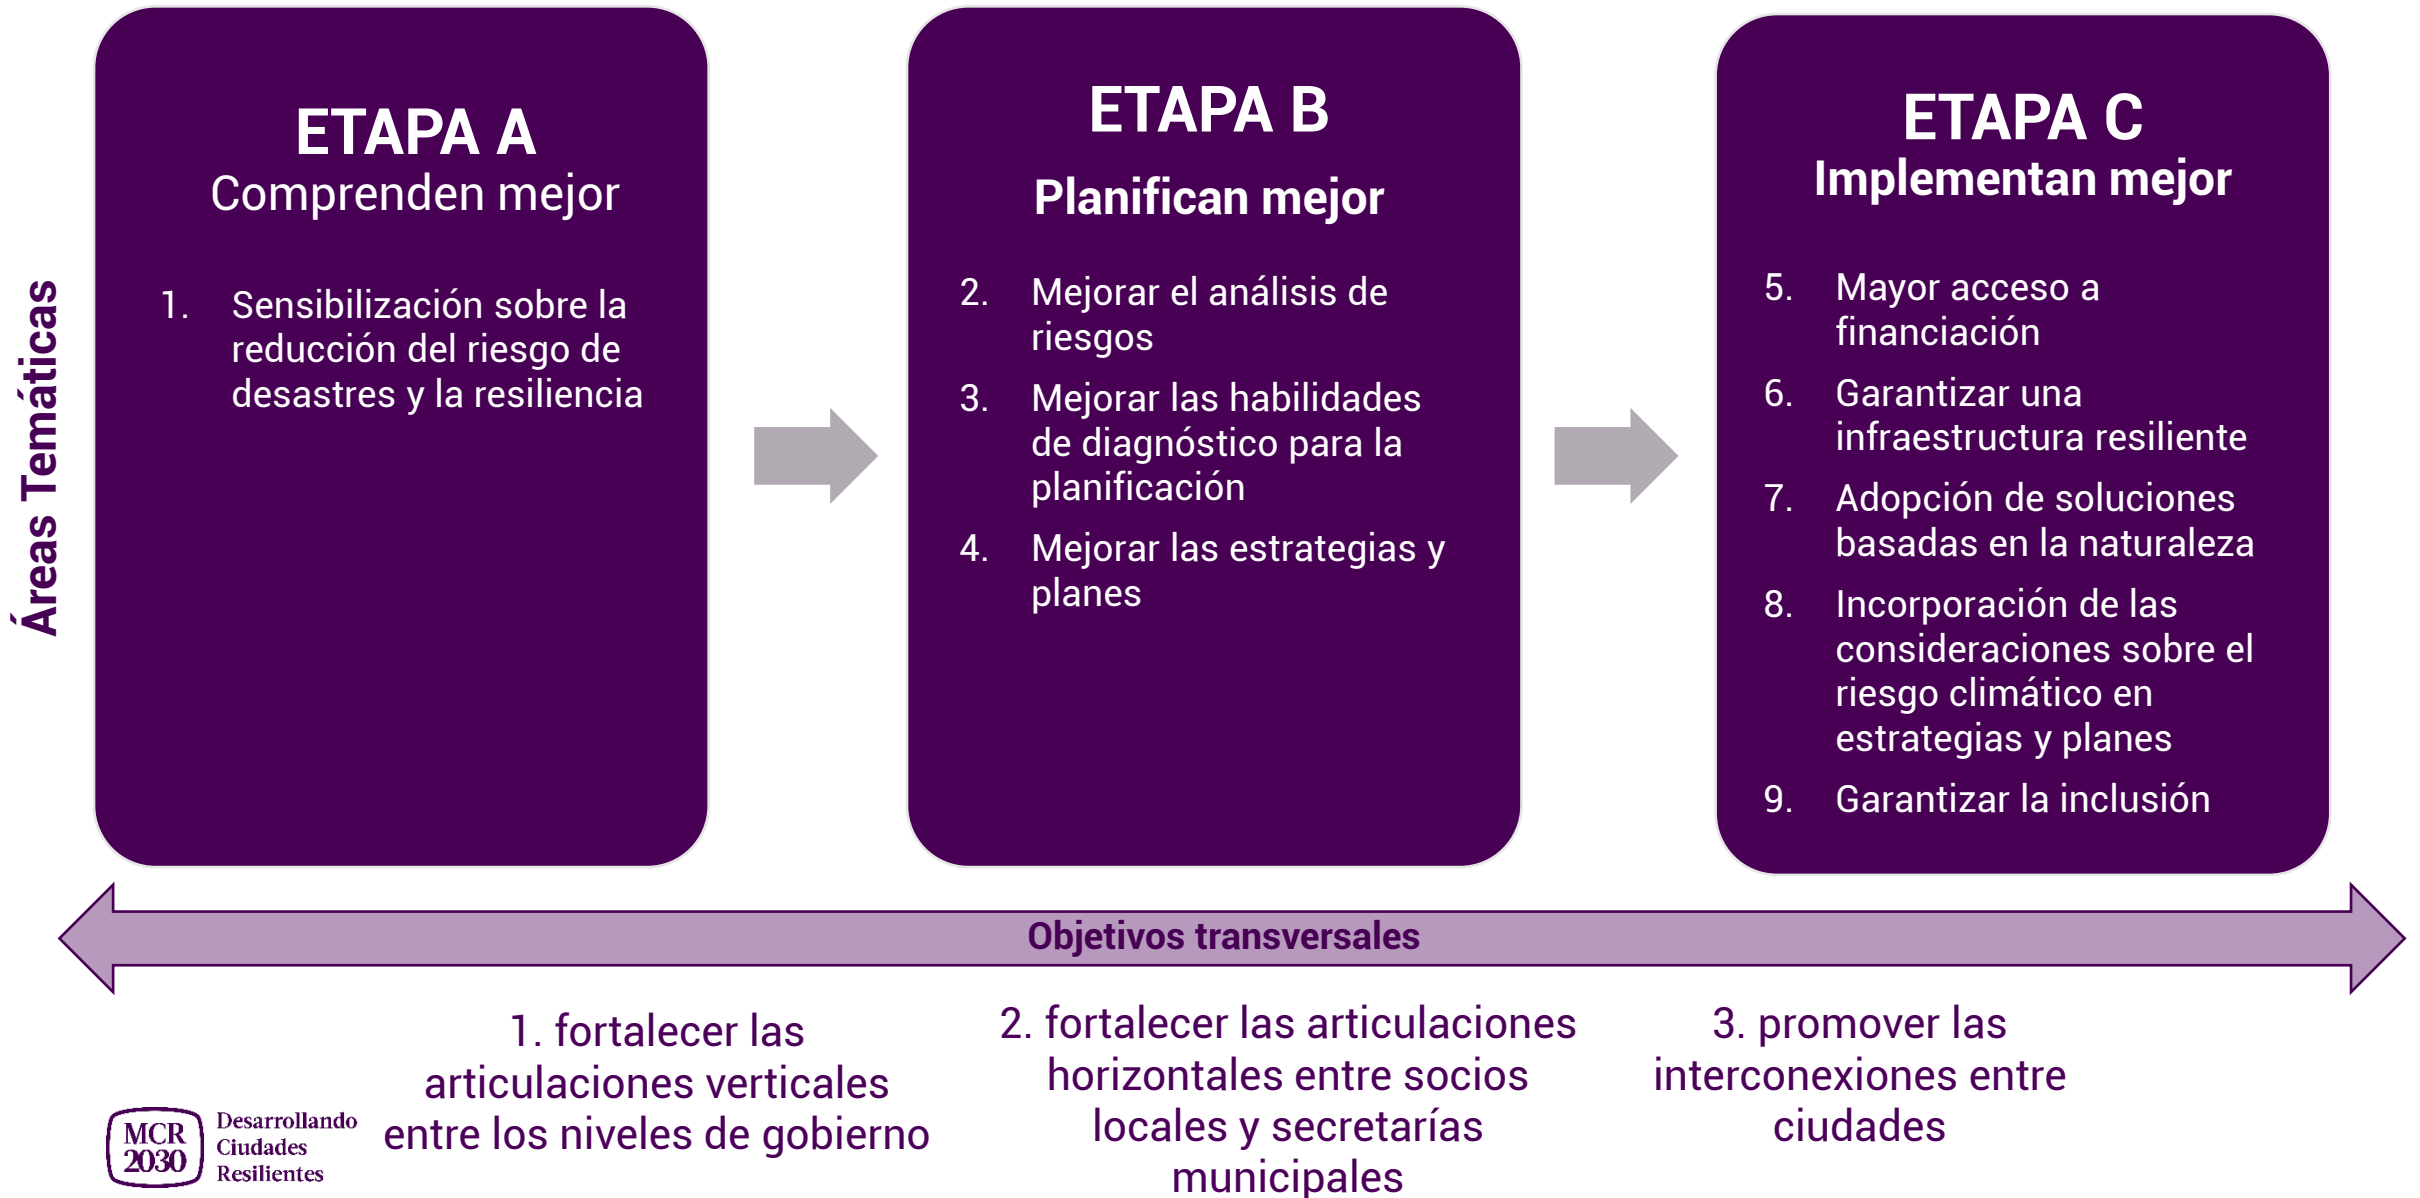 Áreas Temáticas
ETAPA A
Comprenden mejor
1. Sensibilización sobre la
reducción del riesgo de
desastres y la resiliencia
ETAPA B
Planifican mejor
2. Mejorar el análisis de
riesgos
3. Mejorar las habilidades
de diagnóstico para la
planificación
4. Mejorar las estrategias y
planes
ETAPA C
Implementan mejor
5. Mayor acceso a
financiación
6. Garantizar una
infraestructura resiliente
7. Adopción de soluciones
basadas en la naturaleza
8. Incorporación de las
consideraciones sobre el
riesgo climático en
estrategias y planes
9. Garantizar la inclusión
Objetivos transversales
1. fortalecer las
articulaciones verticales
entre los niveles de gobierno
2. fortalecer las articulaciones
horizontales entre socios
locales y secretarías
municipales
3. promover las
interconexiones entre
ciudades
MCR
2030
Desarrollando
Ciudades
Resilientes